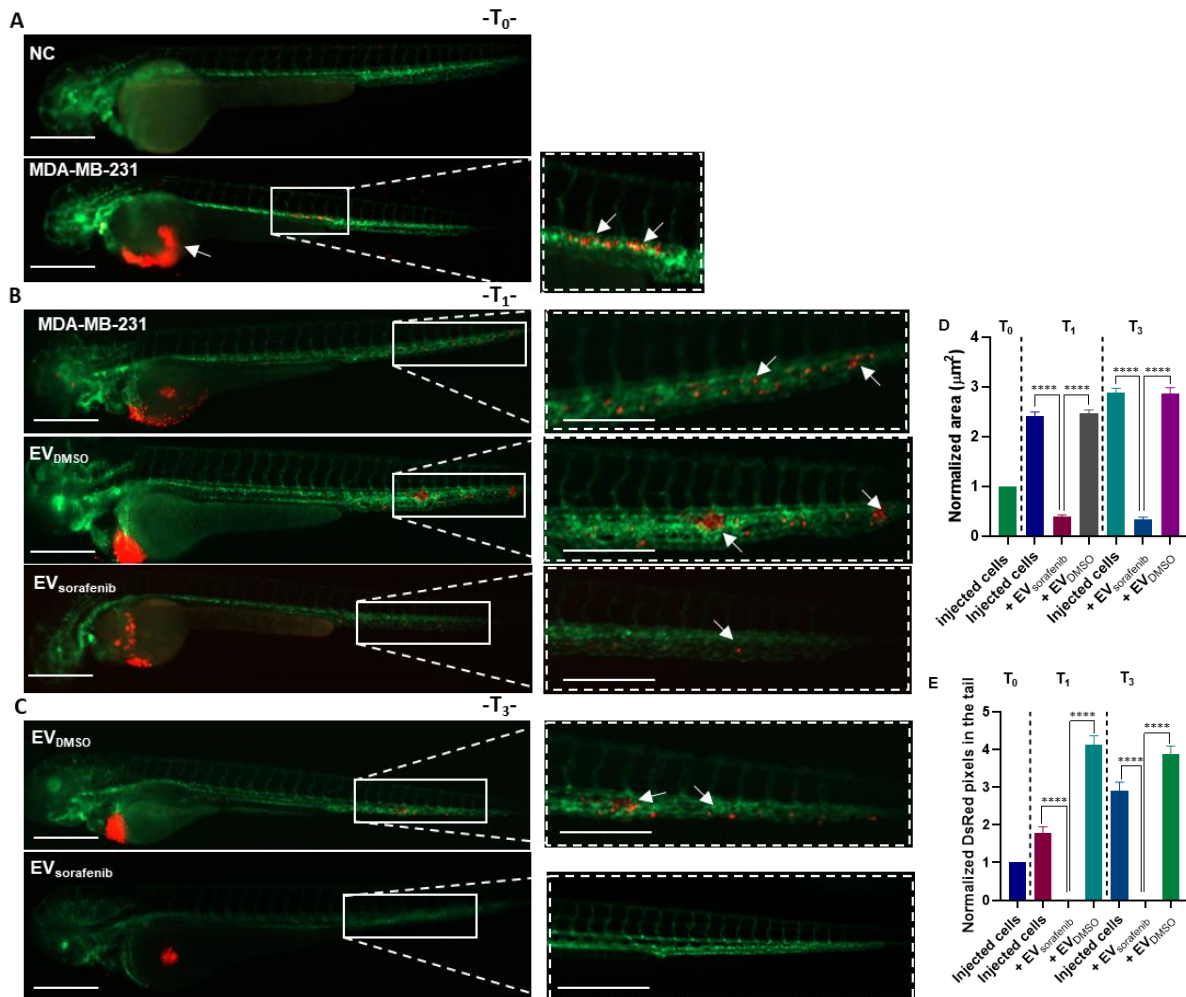 A
-T0-
NC
MDA-MB-231
B
-T1-
MDA-MB-231
EVDMSO
EVsorafenib
C
-T3-
EVDMSO
EVsorafenib
D
T0 T1 T3
Normalized area (μm2)
4
3
2
1
0
injected cells
Injected cells
+ EVsorafenib
+ EVDMSO
Injected cells
+ EVsorafenib
+ EVDMSO
**** ****
**** ****
E
T0 T1 T3
Normalized DsRed pixels in the tail
5
4
3
2
1
0
Injected cells
Injected cells
+ EVsorafenib
+ EVDMSO
Injected cells
+ EVsorafenib
+ EVDMSO
****
****
****
****